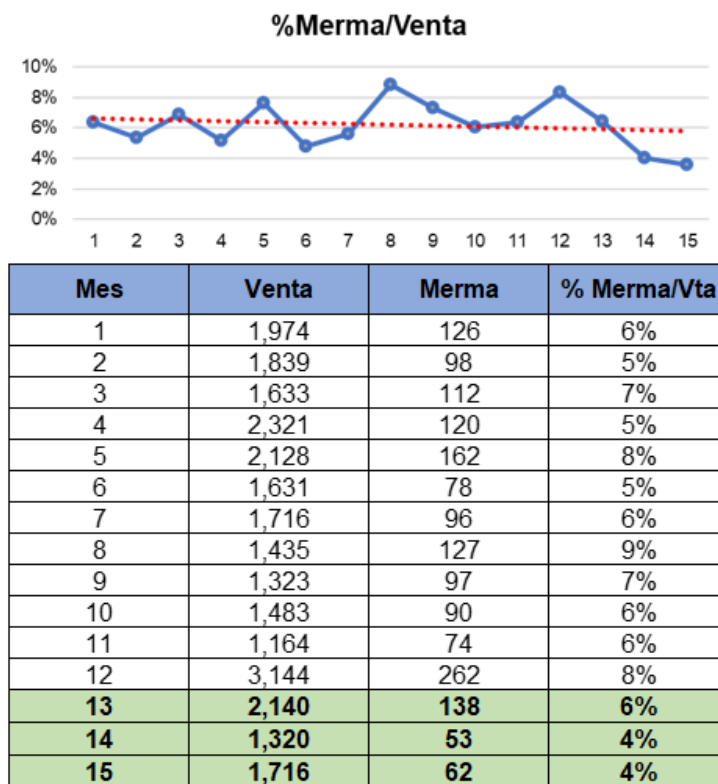 %Merma/Venta
10%
8%
6%
4%
2%
0%
1 2 3 4 5 6 7 8 9 10 11 12 13 14 15
Mes Venta Merma % Merma/Vta
1 1,974 126 6%
2 1,839 98 5%
3 1,633 112 7%
4 2,321 120 5%
5 2,128 162 8%
6 1,631 78 5%
7 1,716 96 6%
8 1,435 127 9%
9 1,323 97 7%
10 1,483 90 6%
11 1,164 74 6%
12 3,144 262 8%
13 2,140 138 6%
14 1,320 53 4%
15 1,716 62 4%